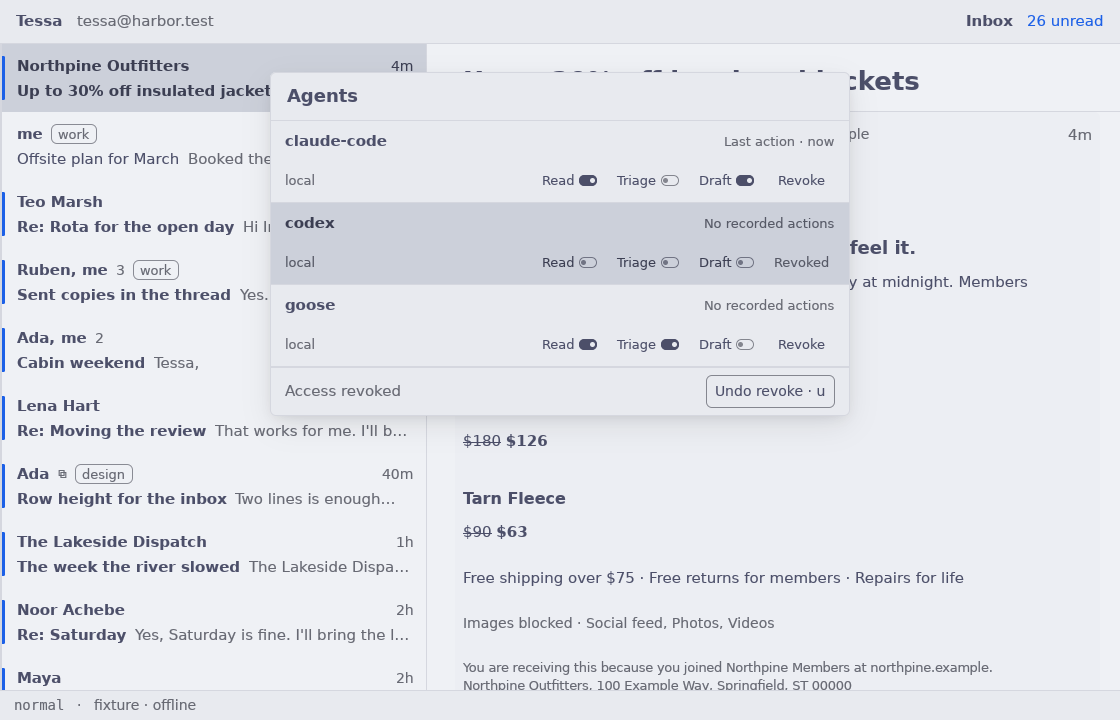 Tessa tessa@harbor.test Inbox 26 unread
Northpine Outfitters 4m
Up to 30% off insulated jacket
me work
Offsite plan for March Booked the
Teo Marsh
Re: Rota for the open day Hi
Ruben, me 3 work
Sent copies in the thread Yes.
Ada, me 2
Cabin weekend Tessa,
Lena Hart
Re: Moving the review That works for me. I'll b…
Ada design 40m
Row height for the inbox Two lines is enough…
The Lakeside Dispatch 1h
The week the river slowed The Lakeside Dispa…
Noor Achebe 2h
Re: Saturday Yes, Saturday is fine. I'll bring the l…
Maya 2h
Agents
claude-code Last action · now
local Read Triage Draft Revoke
codex No recorded actions
local Read Triage Draft Revoked
goose No recorded actions
local Read Triage Draft Revoke
Access revoked Undo revoke · u
ckets
ple 4m
feel it.
y at midnight. Members
$180 $126
Tarn Fleece
$90 $63
Free shipping over $75 · Free returns for members · Repairs for life
Images blocked · Social feed, Photos, Videos
You are receiving this because you joined Northpine Members at northpine.example.
Northpine Outfitters, 100 Example Way, Springfield, ST 00000
normal · fixture · offline